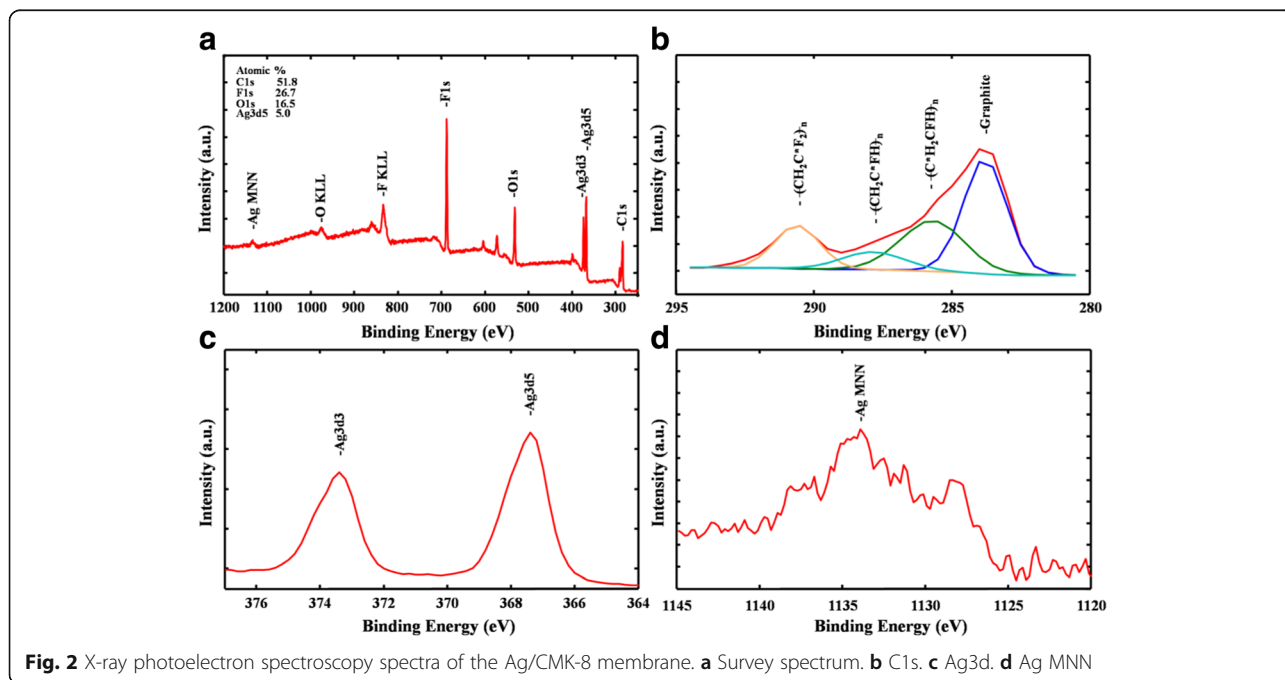 a
Atomic %
C1s 51.8
F1s 26.7
O1s 16.5
Ag3d5 5.0
-Ag MNN
-O KLL
-F KLL
-F1s
-O1s
-Ag3d3
-Ag3d5
-C1s
Intensity (a.u.)
1200 1100 1000 900 800 700 600 500 400 300
Binding Energy (eV)
b
-(CH₂C*F₂)ₙ
-(CH₂C*FH)ₙ
-(C*H₂CFH)ₙ
-Graphite
Intensity (a.u.)
295 290 285 280
Binding Energy (eV)
c
-Ag3d3
-Ag3d5
Intensity (a.u.)
376 374 372 370 368 366 364
Binding Energy (eV)
d
-Ag MNN
Intensity (a.u.)
1145 1140 1135 1130 1125 1120
Binding Energy (eV)
Fig. 2 X-ray photoelectron spectroscopy spectra of the Ag/CMK-8 membrane. a Survey spectrum. b C1s. c Ag3d. d Ag MNN